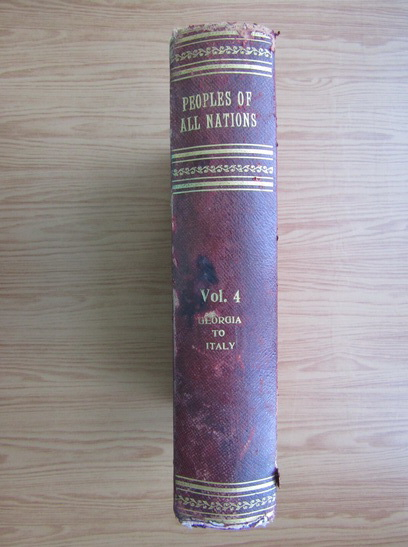 PEOPLES OF
ALL NATIONS
Vol. 4
GEORGIA
TO
ITALY